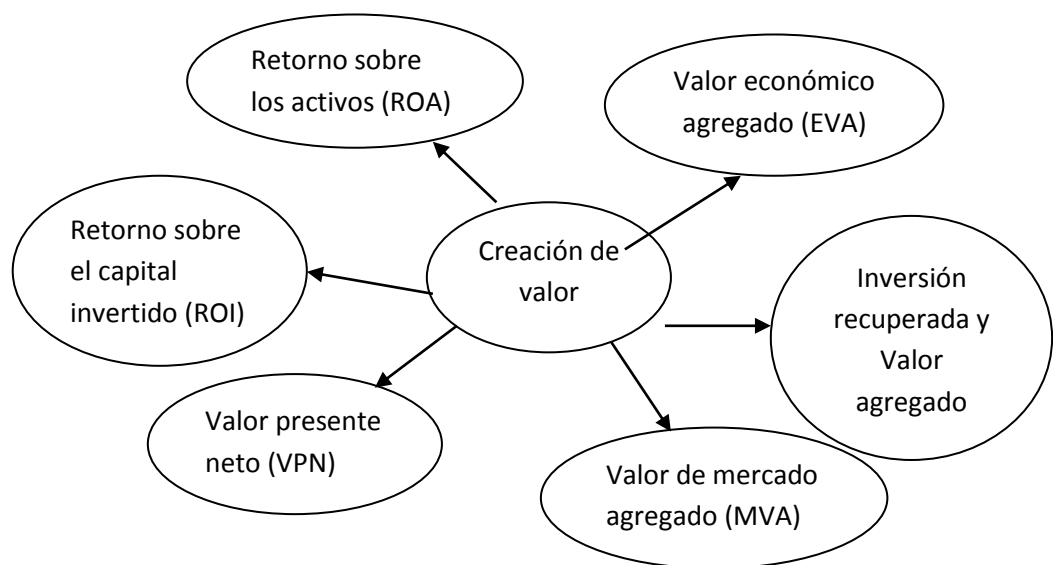 Retorno sobre
los activos (ROA)
Valor económico
agregado (EVA)
Retorno sobre
el capital
invertido (ROI)
Creación de
valor
Inversión
recuperada y
Valor
agregado
Valor presente
neto (VPN)
Valor de mercado
agregado (MVA)